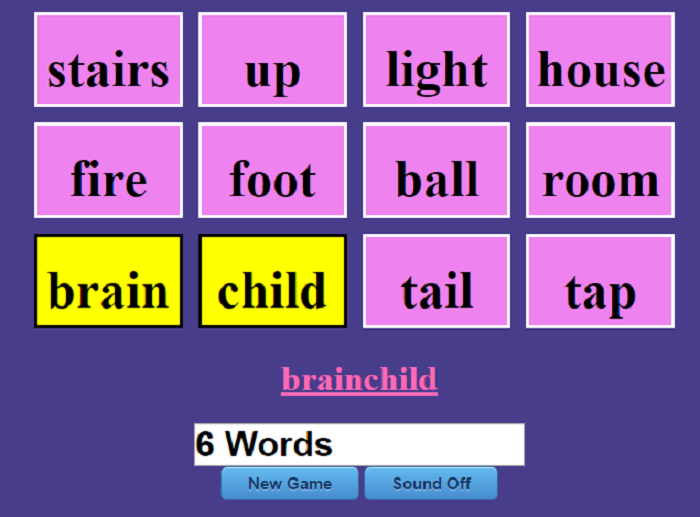 stairs up light house
fire foot ball room
brain child tail tap
brainchild
6 Words
New Game Sound Off